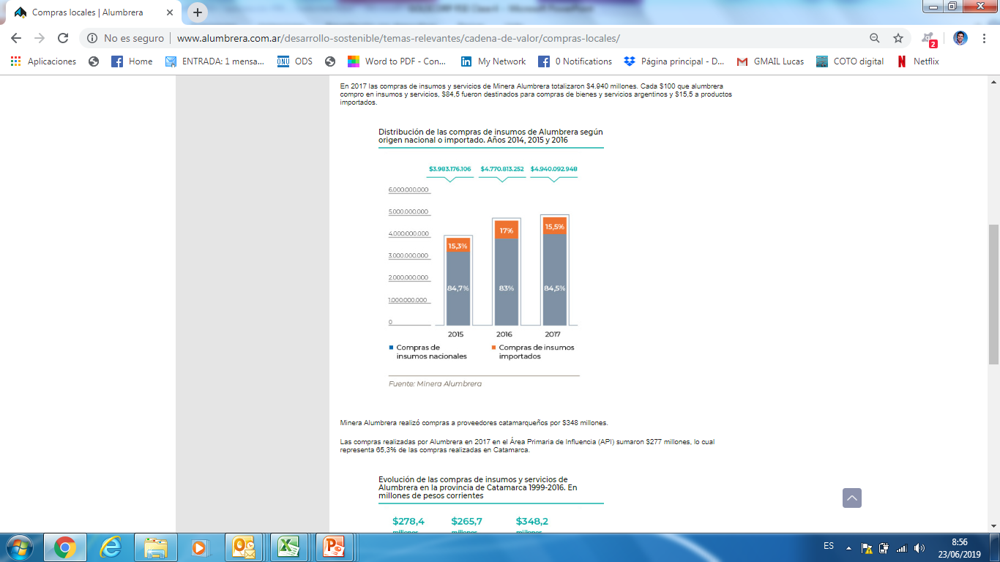 Compras locales | Alumbrera
No es seguro
www.alumbrera.com.ar/desarrollo-sostenible/temas-relevantes/cadena-de-valor/compras-locales/
2
Aplicaciones
Home
ENTRADA: 1 mensa...
ONU ODS
Word to PDF - Con...
My Network
0 Notifications
Página principal - D...
GMAIL Lucas
COTO digital
Netflix
En 2017 las compras de insumos y servicios de Minera Alumbrera totalizaron $4.940 millones. Cada $100 que alumbrera
compro en insumos y servicios, $84,5 fueron destinados para compras de bienes y servicios argentinos y $15,5 a productos
importados.
Distribución de las compras de insumos de Alumbrera según
origen nacional o importado. Años 2014, 2015 y 2016
$3.983.176.106 $4.770.813.252 $4.940.092.948
6.000.000.000
5.000.000.000
4.000.000.000
3.000.000.000
2.000.000.000
1.000.000.000
0
15,3% 17% 15,5%
84,7% 83% 84,5%
2015 2016 2017
Compras de
insumos nacionales
Compras de insumos
importados
Fuente: Minera Alumbrera
Minera Alumbrera realizó compras a proveedores catamarqueños por $348 millones.
Las compras realizadas por Alumbrera en 2017 en el Área Primaria de Influencia (API) sumaron $277 millones, lo cual
representa 65,3% de las compras realizadas en Catamarca.
Evolución de las compras de insumos y servicios de
Alumbrera en la provincia de Catamarca 1999-2016. En
millones de pesos corrientes
$278,4 $265,7 $348,2
millones millones millones
ES
8:56
23/06/2019